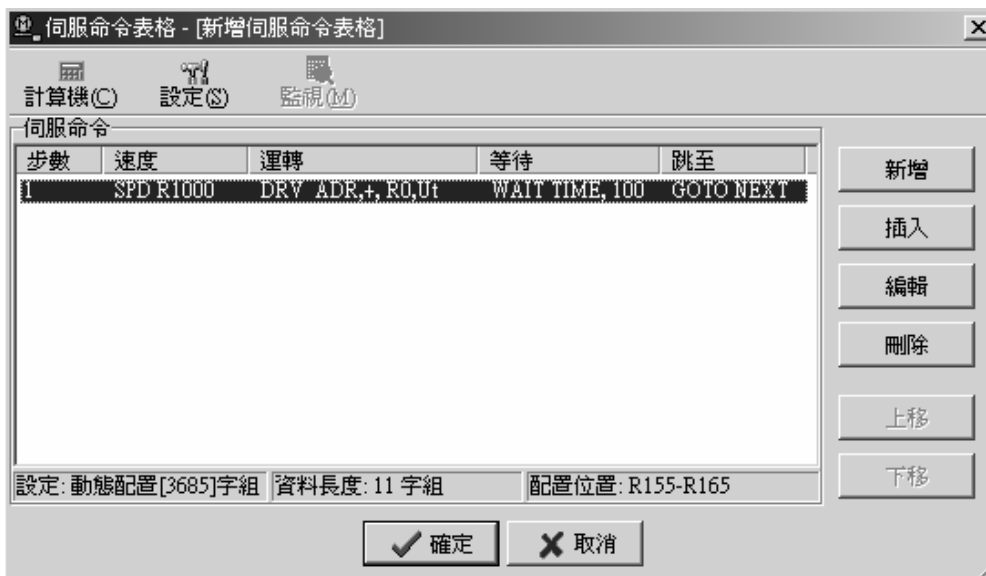 伺服命令表格 - [新增伺服命令表格]
計算機(C) 設定(S) 監視(M)
伺服命令
步數 速度 運轉 等待 跳至
1 SPD R1000 DRV ADR,+, R0,Ut WAIT TIME, 100 GOTO NEXT
新增
插入
編輯
刪除
上移
下移
設定: 動態配置[3685]字組 資料長度: 11 字組 配置位置: R155-R165
確定 取消